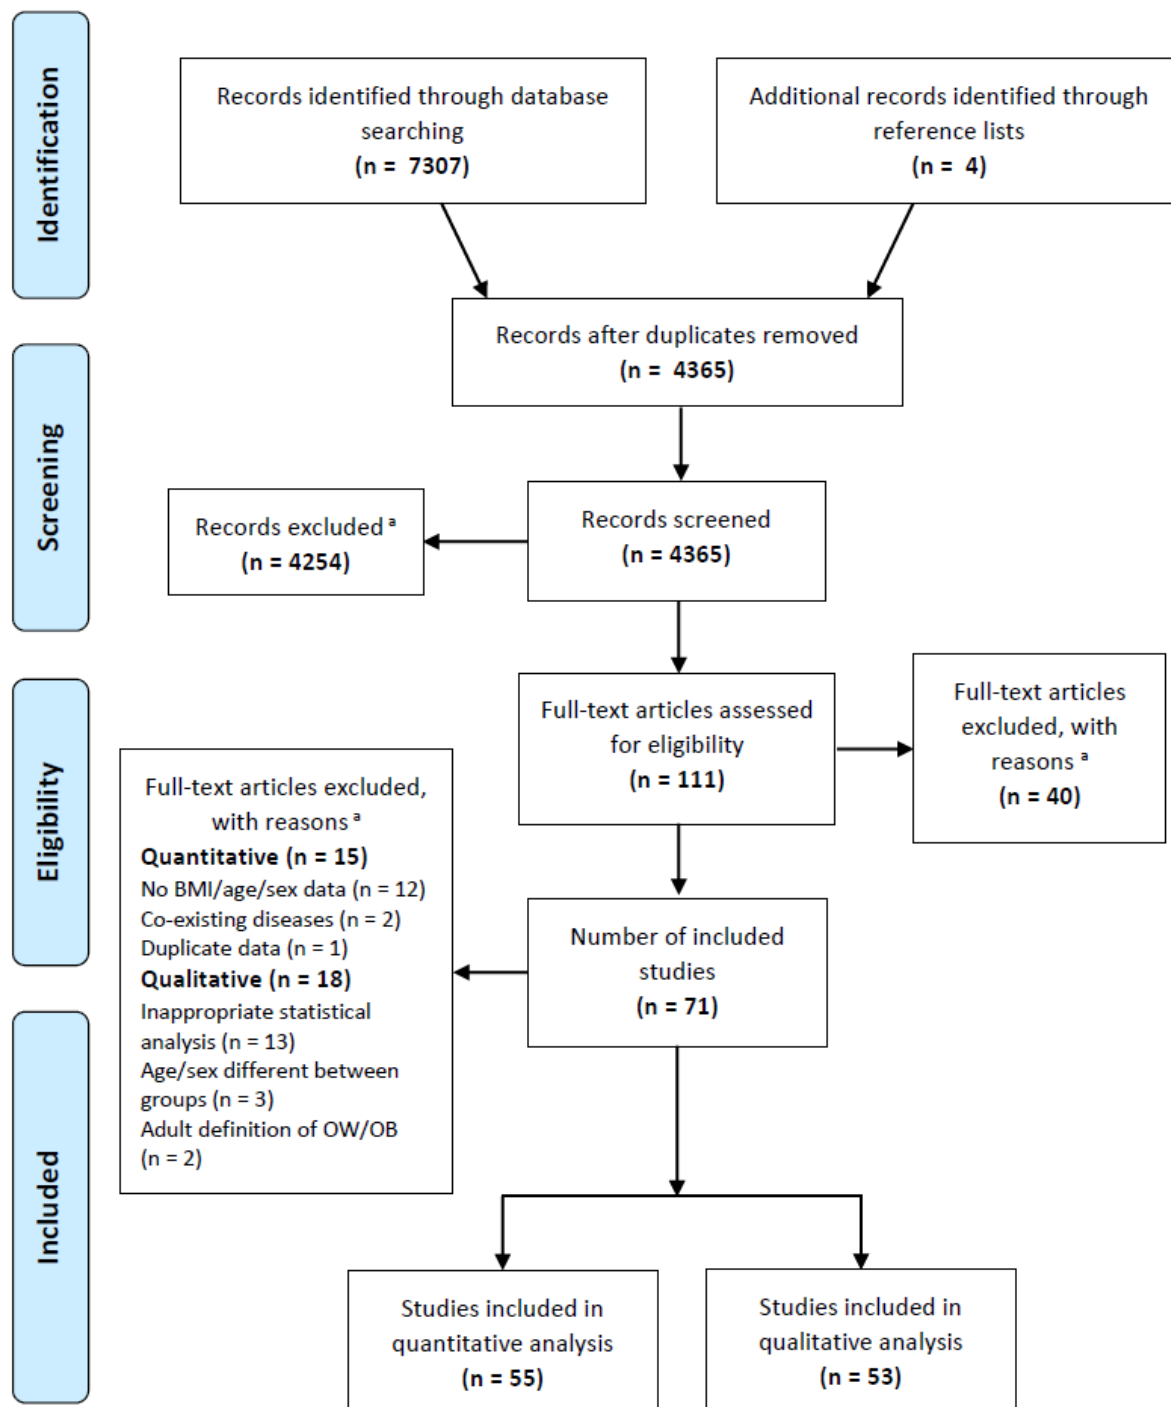 Identification
Records identified through database
searching
(n = 7307)
Additional records identified through
reference lists
(n = 4)
Records after duplicates removed
(n = 4365)
Screening
Records screened
(n = 4365)
Records excluded ª
(n = 4254)
Eligibility
Full-text articles assessed
for eligibility
(n = 111)
Full-text articles
excluded, with
reasons ª
(n = 40)
Full-text articles excluded,
with reasons ª
Quantitative (n = 15)
No BMI/age/sex data (n = 12)
Co-existing diseases (n = 2)
Duplicate data (n = 1)
Qualitative (n = 18)
Inappropriate statistical
analysis (n = 13)
Age/sex different between
groups (n = 3)
Adult definition of OW/OB
(n = 2)
Number of included
studies
(n = 71)
Included
Studies included in
quantitative analysis
(n = 55)
Studies included in
qualitative analysis
(n = 53)